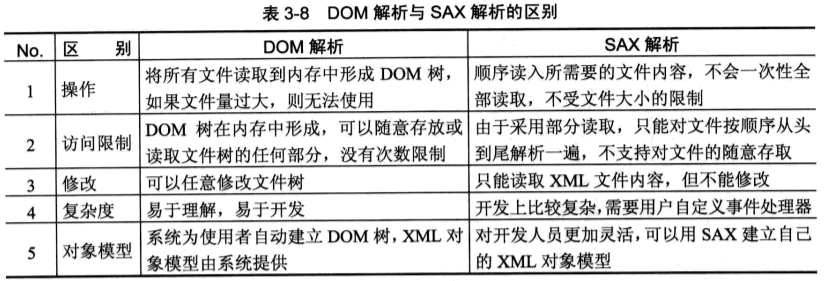 表 3-8 DOM 解析与 SAX 解析的区别
No. 区 别 DOM 解析 SAX 解析
1 操作 将所有文件读取到内存中形成 DOM 树，如果文件量过大，则无法使用 顺序读入所需要的文件内容，不会一次性全部读取，不受文件大小的限制
2 访问限制 DOM 树在内存中形成，可以随意存放或读取文件树的任何部分，没有次数限制 由于采用部分读取，只能对文件按顺序从头到尾解析一遍，不支持对文件的随意存取
3 修改 可以任意修改文件树 只能读取 XML 文件内容，但不能修改
4 复杂度 易于理解，易于开发 开发上比较复杂，需要用户自定义事件处理器
5 对象模型 系统为使用者自动建立 DOM 树，XML 对象模型由系统提供 对开发人员更加灵活，可以用 SAX 建立自己的 XML 对象模型